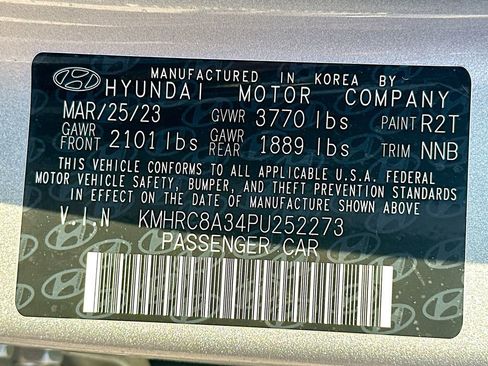 MANUFACTURED IN KOREA BY
HYUNDAI MOTOR COMPANY
MAR/25/23 GVWR 3770 lbs PAINT R2T
GAWR FRONT 2101 lbs GAWR REAR 1889 lbs TRIM NNB
THIS VEHICLE CONFORMS TO ALL APPLICABLE U.S.A. FEDERAL
MOTOR VEHICLE SAFETY, BUMPER, AND THEFT PREVENTION STANDARDS
IN EFFECT ON THE DATE OF MANUFACTURE SHOWN ABOVE.
V.I.N KMHRC8A34PU252273
PASSENGER CAR